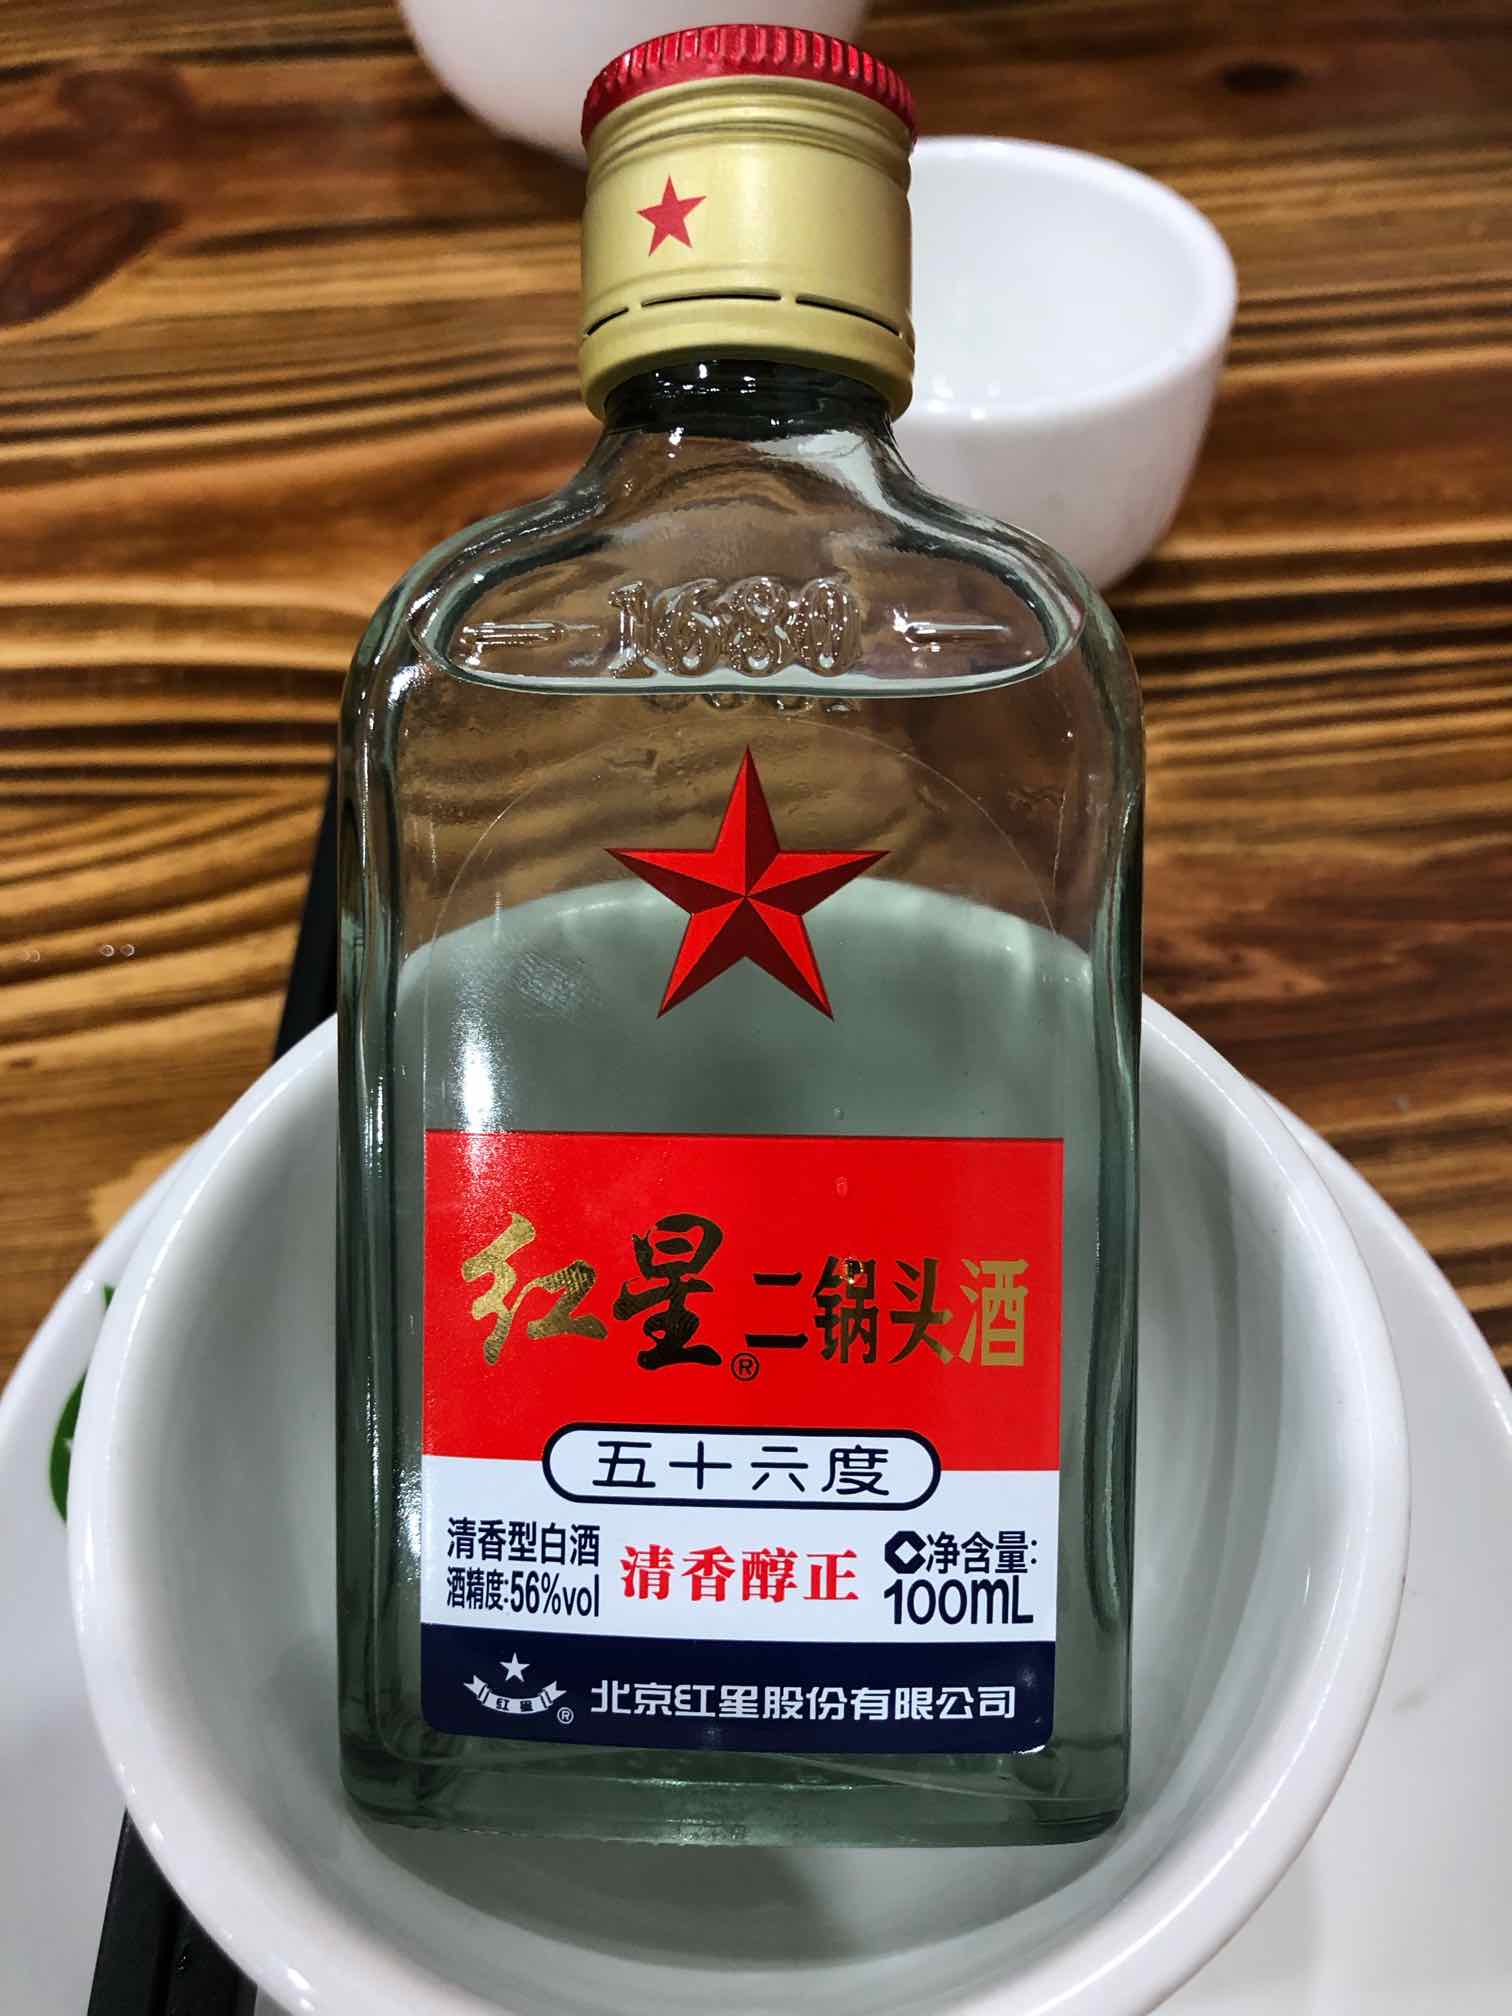 1680
红星®二锅头酒
五十六度
清香型白酒
酒精度:56%vol
清香醇正
净含量:
100mL
红星®
北京红星股份有限公司